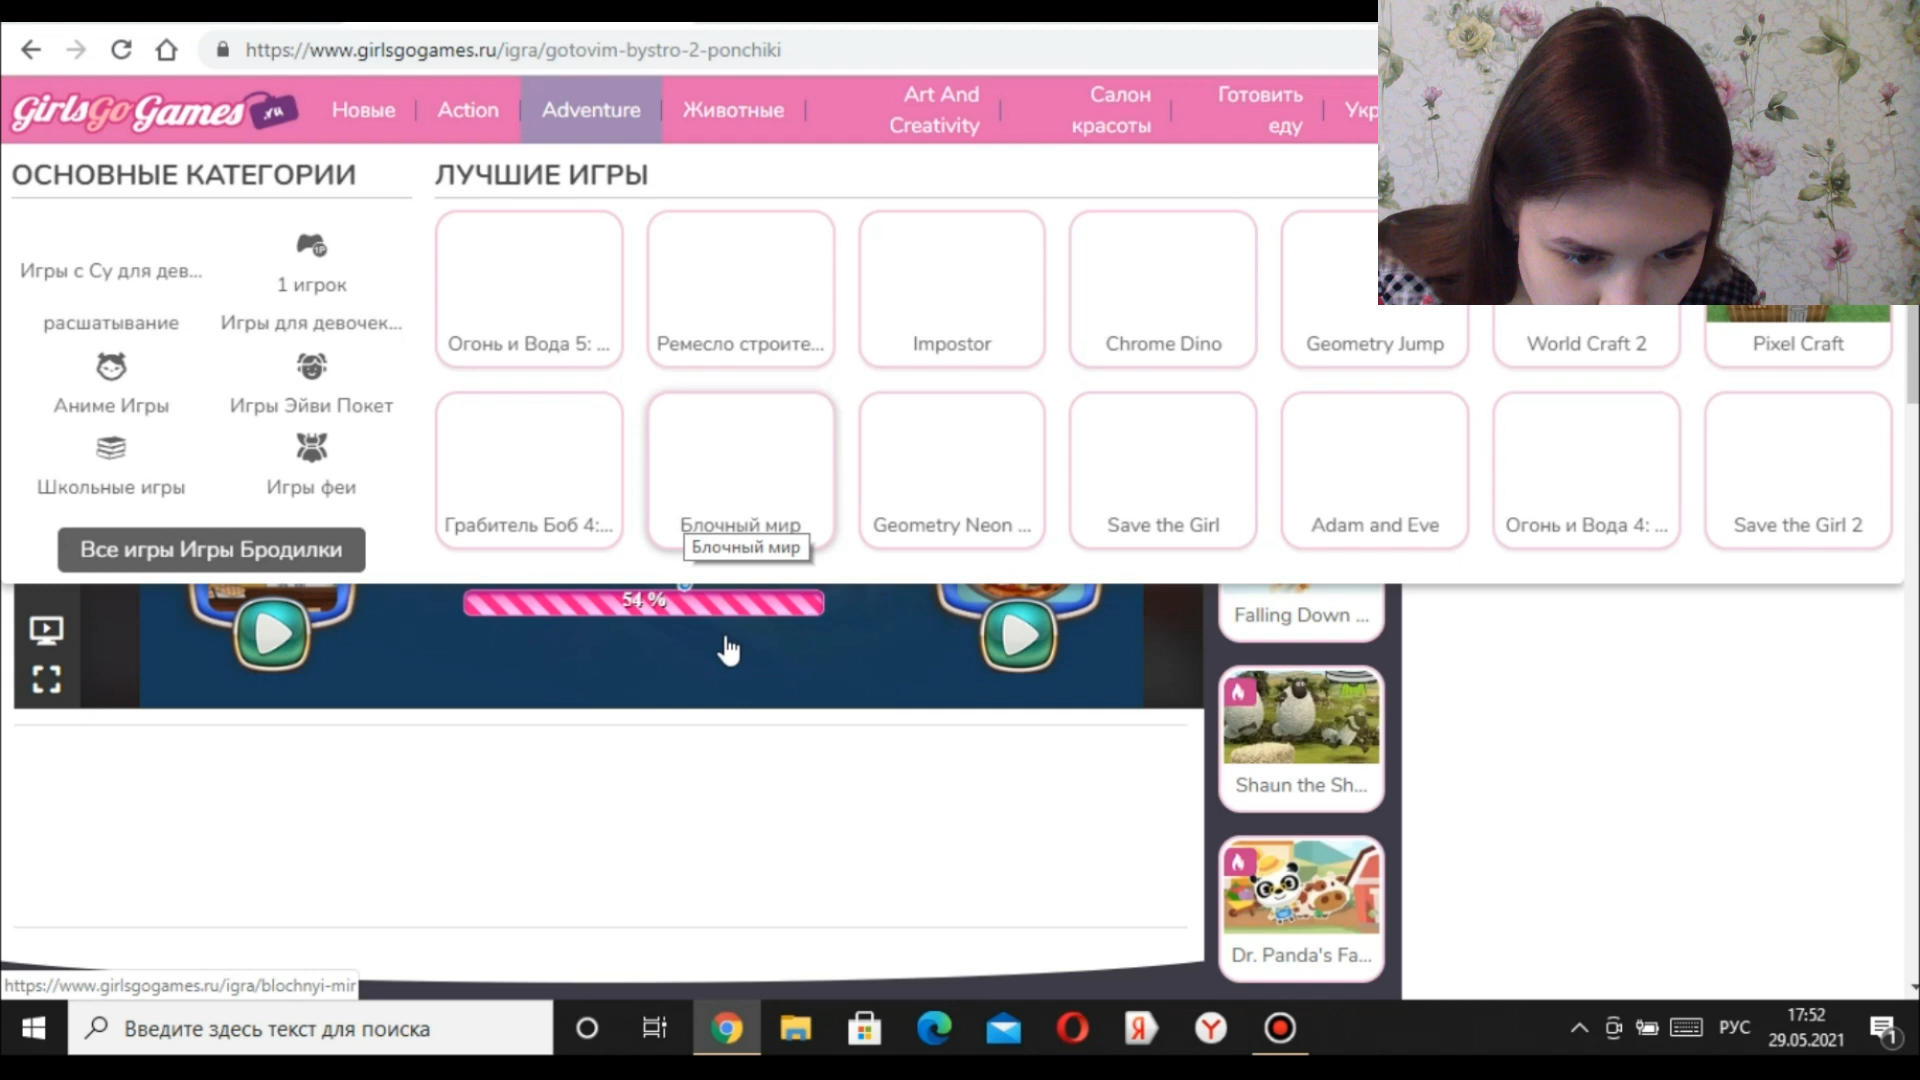 https://www.girlsgogames.ru/igra/gotovim-bystro-2-ponchiki
GirlsGoGames .ru
Новые
Action
Adventure
Животные
Art And
Creativity
Салон
красоты
Готовить
еду
Укр
ОСНОВНЫЕ КАТЕГОРИИ
ЛУЧШИЕ ИГРЫ
Игры с Су для дев...
1P
1 игрок
расшатывание
Игры для девочек...
Аниме Игры
Игры Эйви Покет
Школьные игры
Игры феи
Все игры Игры Бродилки
Огонь и Вода 5: ...
Ремесло строите...
Impostor
Chrome Dino
Geometry Jump
World Craft 2
Pixel Craft
Грабитель Боб 4:...
Блочный мир
Geometry Neon ...
Save the Girl
Adam and Eve
Огонь и Вода 4: ...
Save the Girl 2
Блочный мир
54 %
Falling Down ...
Shaun the Sh...
Dr. Panda's Fa...
https://www.girlsgogames.ru/igra/blochnyi-mir
Введите здесь текст для поиска
Я
Y
РУС
17:52
29.05.2021
1